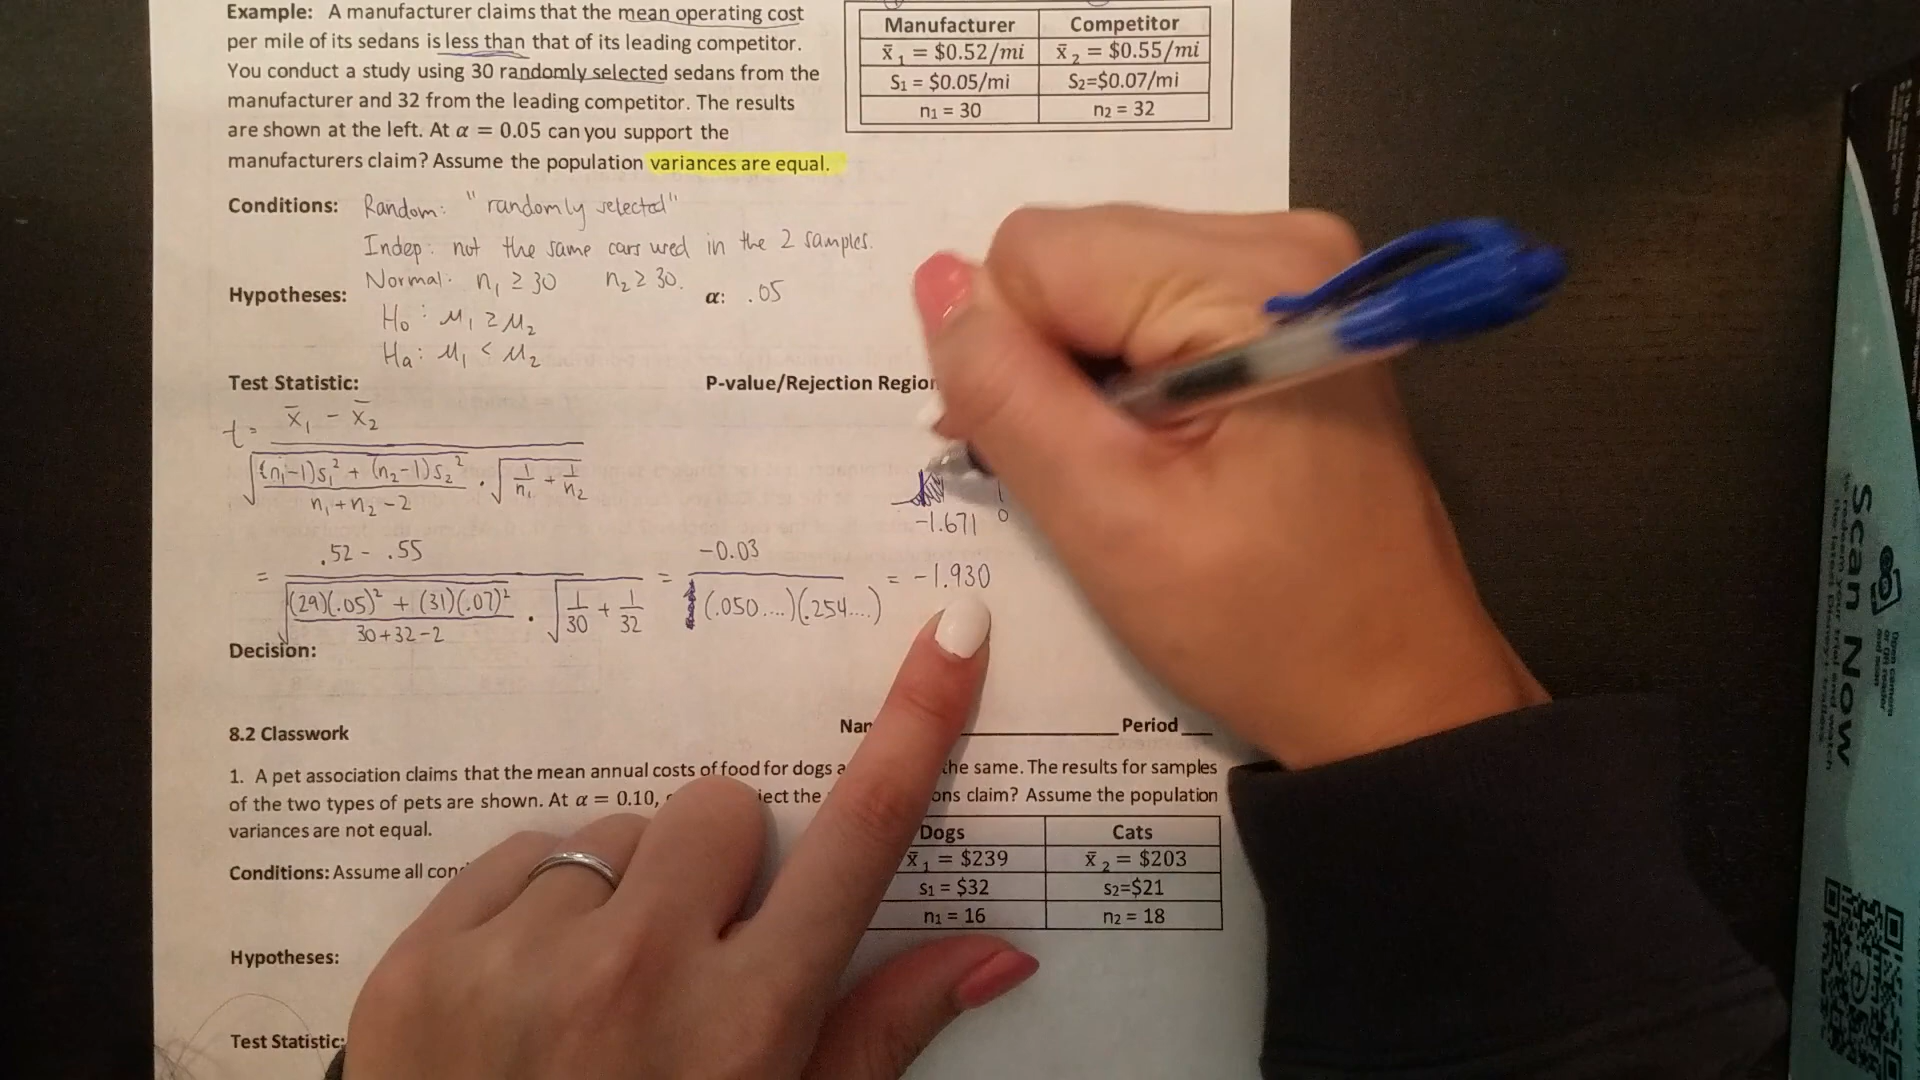 Example: A manufacturer claims that the mean operating cost
per mile of its sedans is less than that of its leading competitor.
You conduct a study using 30 randomly selected sedans from the
manufacturer and 32 from the leading competitor. The results
are shown at the left. At α = 0.05 can you support the
manufacturers claim? Assume the population variances are equal.
Manufacturer Competitor
x̄₁ = $0.52/mi x̄₂ = $0.55/mi
S₁ = $0.05/mi S₂=$0.07/mi
n₁ = 30 n₂ = 32
Conditions: Random: "randomly selected"
Indep: not the same cars used in the 2 samples.
Normal: n₁ ≥ 30 n₂ ≥ 30.
Hypotheses: α: .05
H₀: μ₁ ≥ μ₂
Ha: μ₁ < μ₂
Test Statistic: P-value/Rejection Region
t = (x̄₁ - x̄₂) / (√(((n₁-1)s₁² + (n₂-1)s₂²) / (n₁+n₂-2)) · √(1/n₁ + 1/n₂))
-1.671 0
= (.52 - .55) / (√(((29)(.05)² + (31)(.07)²) / (30+32-2)) · √(1/30 + 1/32)) = -0.03 / ((.050....)(.254....)) = -1.930
Decision:
8.2 Classwork Period
1. A pet association claims that the mean annual costs of food for dogs the same. The results for samples
of the two types of pets are shown. At α = 0.10, the claim? Assume the population
variances are not equal.
Conditions: Assume all
Dogs Cats
x̄₁ = $239 x̄₂ = $203
s₁ = $32 s₂=$21
n₁ = 16 n₂ = 18
Hypotheses:
Test Statistic:
Scan Now